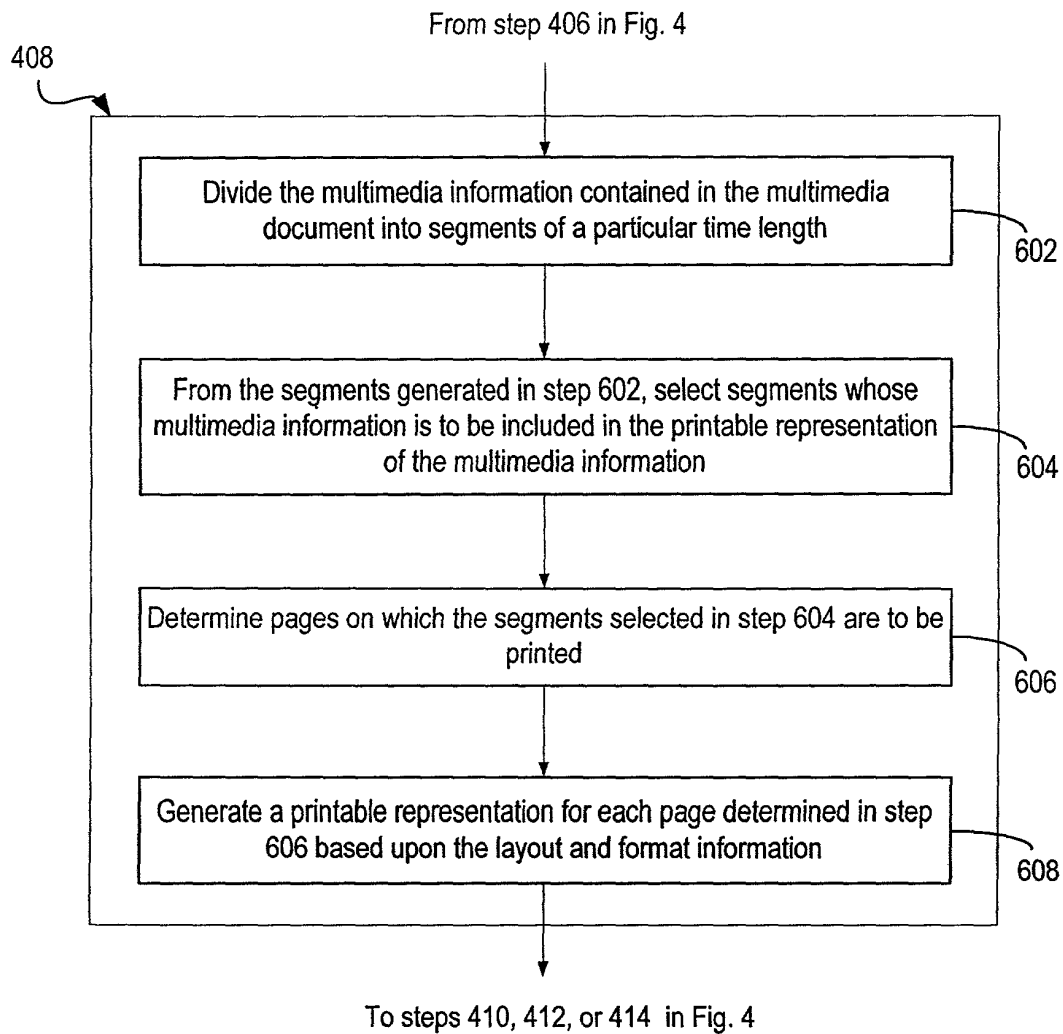 From step 406 in Fig. 4
408
Divide the multimedia information contained in the multimedia
document into segments of a particular time length
602
From the segments generated in step 602, select segments whose
multimedia information is to be included in the printable representation
of the multimedia information
604
Determine pages on which the segments selected in step 604 are to be
printed
606
Generate a printable representation for each page determined in step
606 based upon the layout and format information
608
To steps 410, 412, or 414 in Fig. 4